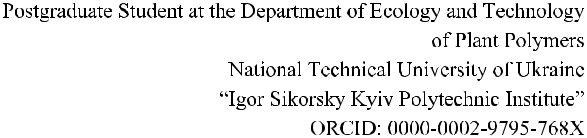 Postgraduate Student at the Department of Ecology and Technology
of Plant Polymers
National Technical University of Ukraine
“Igor Sikorsky Kyiv Polytechnic Institute”
ORCID: 0000-0002-9795-768X